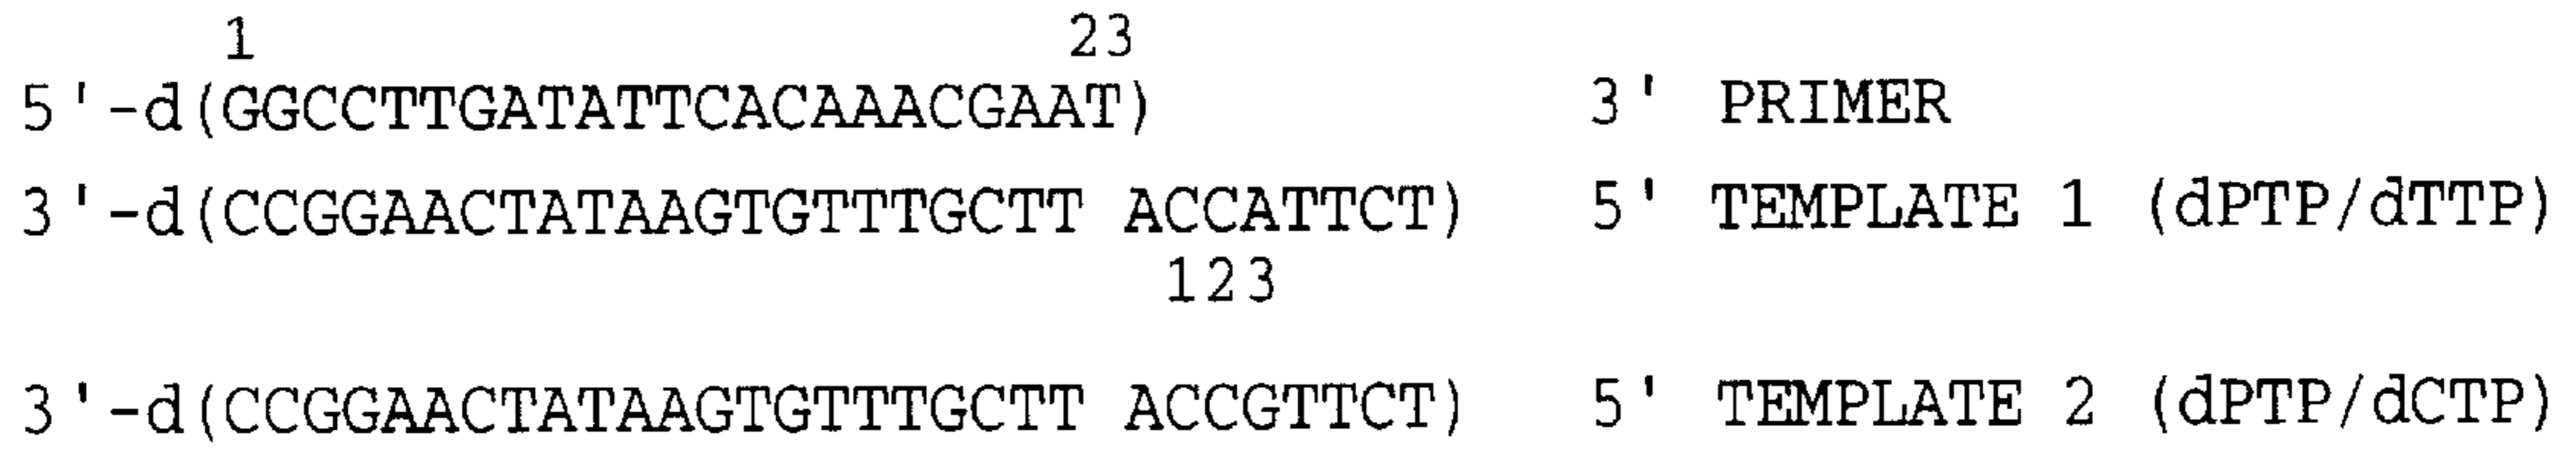 1 23
5'-d(GGCCTTGATATTCACAAACGAAT) 3' PRIMER
3'-d(CCGGAACTATAAGTGTTTGCTT ACCATTCT) 5' TEMPLATE 1 (dPTP/dTTP)
123
3'-d(CCGGAACTATAAGTGTTTGCTT ACCGTTCT) 5' TEMPLATE 2 (dPTP/dCTP)